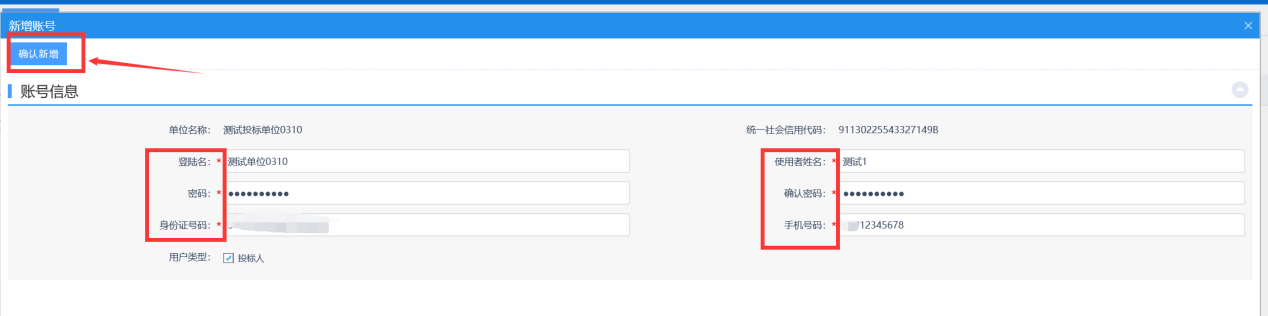 新增账号
确认新增
账号信息
单位名称： 测试投标单位0310 统一社会信用代码： 91130225543327149B
登陆名：* 测试单位0310 使用者姓名：* 测试1
密码：* ●●●●●●●●●● 确认密码：* ●●●●●●●●●●
身份证号码：* 手机号码：* 12345678
用户类型： 投标人